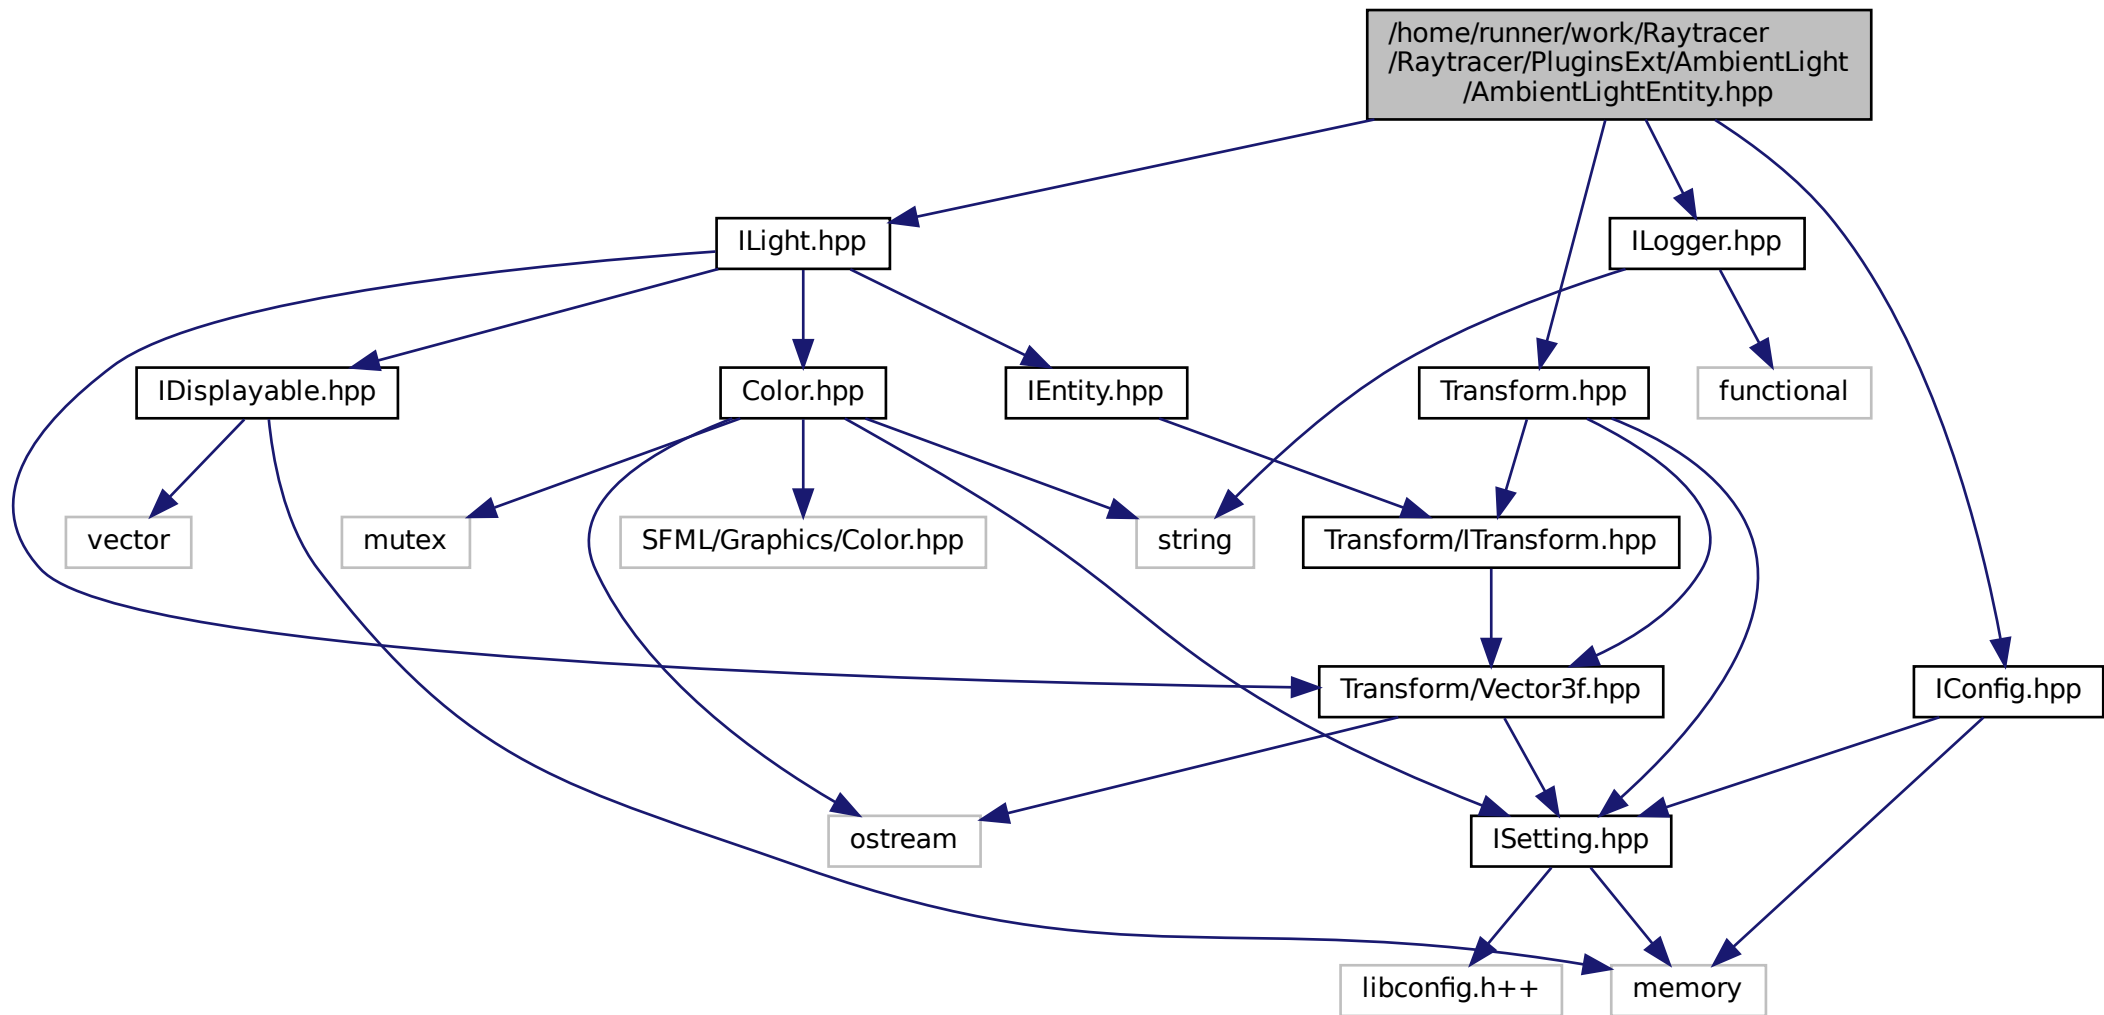 /home/runner/work/Raytracer
/Raytracer/PluginsExt/AmbientLight
/AmbientLightEntity.hpp
ILight.hpp
ILogger.hpp
IDisplayable.hpp
Color.hpp
IEntity.hpp
Transform.hpp
functional
vector
mutex
SFML/Graphics/Color.hpp
string
Transform/ITransform.hpp
Transform/Vector3f.hpp
IConfig.hpp
ostream
ISetting.hpp
libconfig.h++
memory